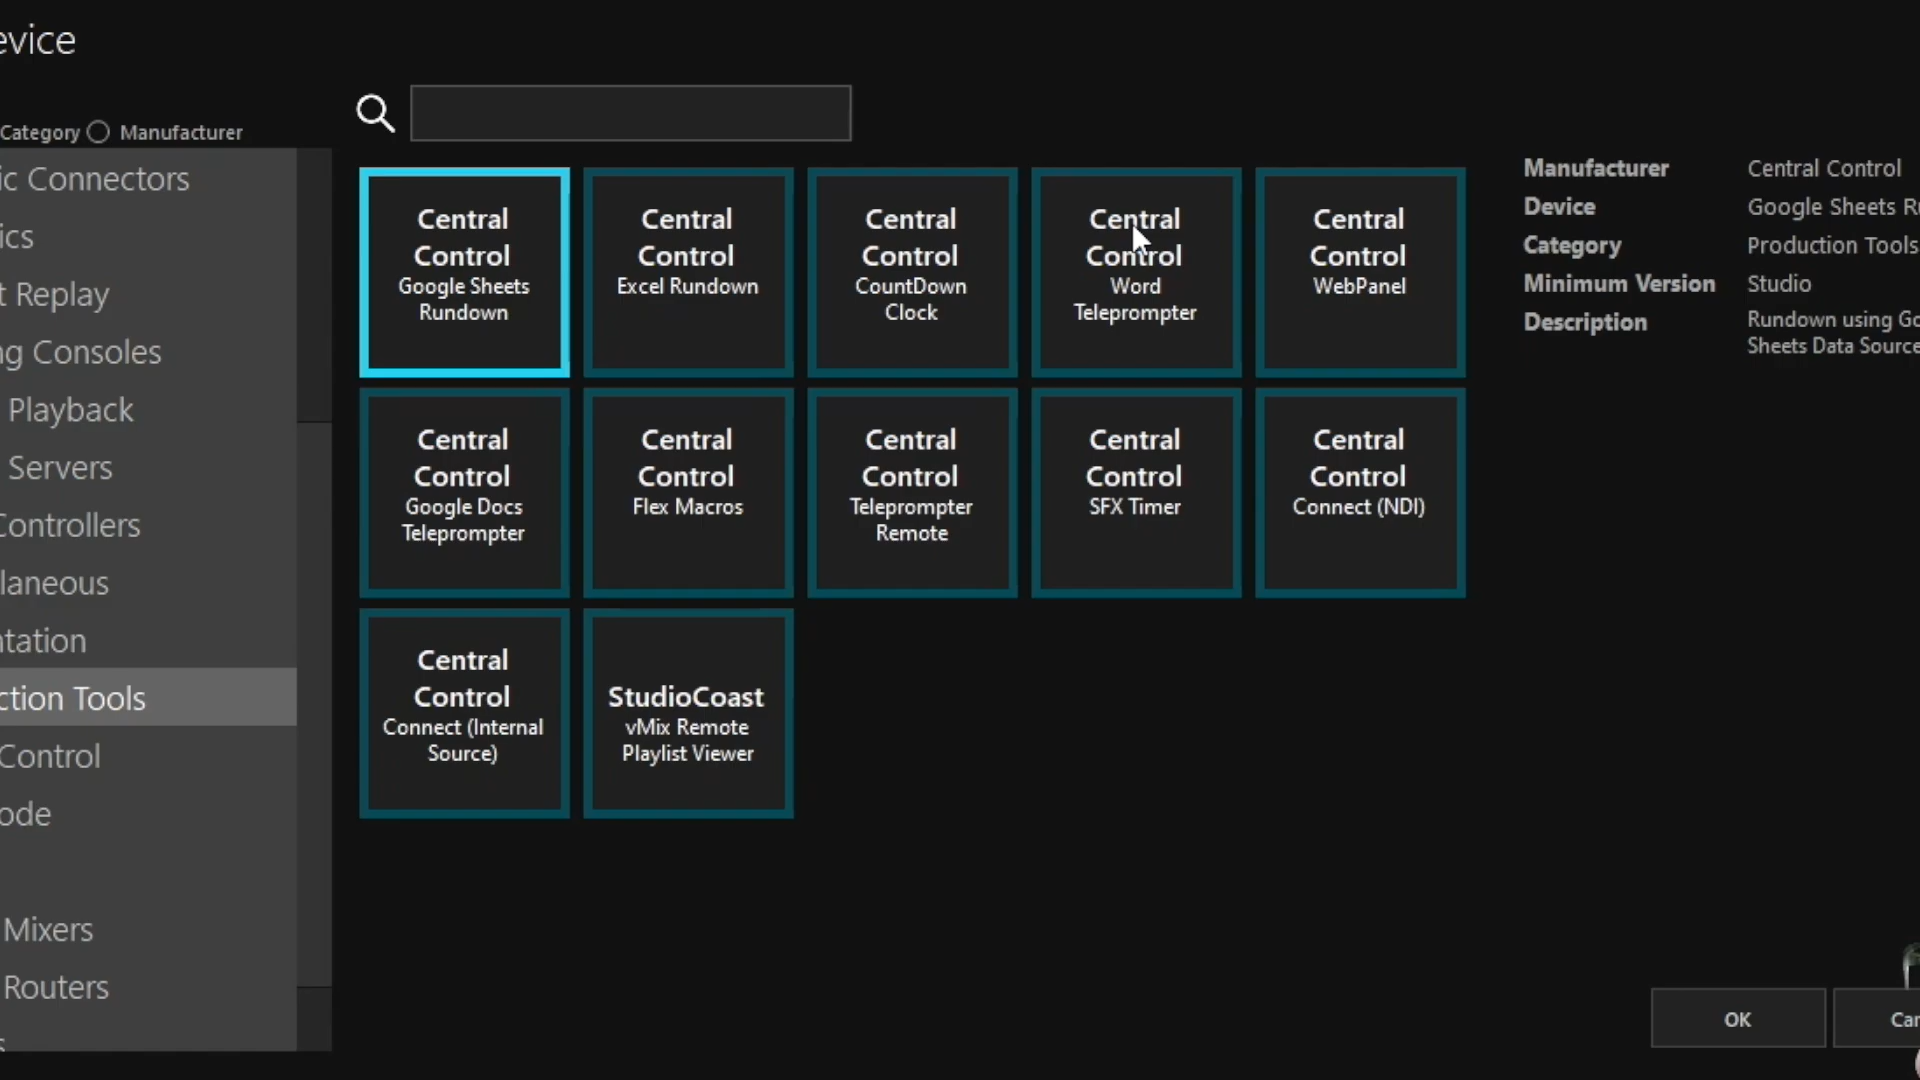 evice
Category Manufacturer
ic Connectors
ics
t Replay
ng Consoles
Playback
Servers
Controllers
laneous
ntation
ction Tools
Control
ode
Mixers
Routers
Central
Control
Google Sheets
Rundown
Central
Control
Excel Rundown
Central
Control
CountDown
Clock
Central
Control
Word
Teleprompter
Central
Control
WebPanel
Central
Control
Google Docs
Teleprompter
Central
Control
Flex Macros
Central
Control
Teleprompter
Remote
Central
Control
SFX Timer
Central
Control
Connect (NDI)
Central
Control
Connect (Internal
Source)
StudioCoast
vMix Remote
Playlist Viewer
Manufacturer Central Control
Device Google Sheets Ru
Category Production Tools
Minimum Version Studio
Description Rundown using Go
Sheets Data Source
OK
Can